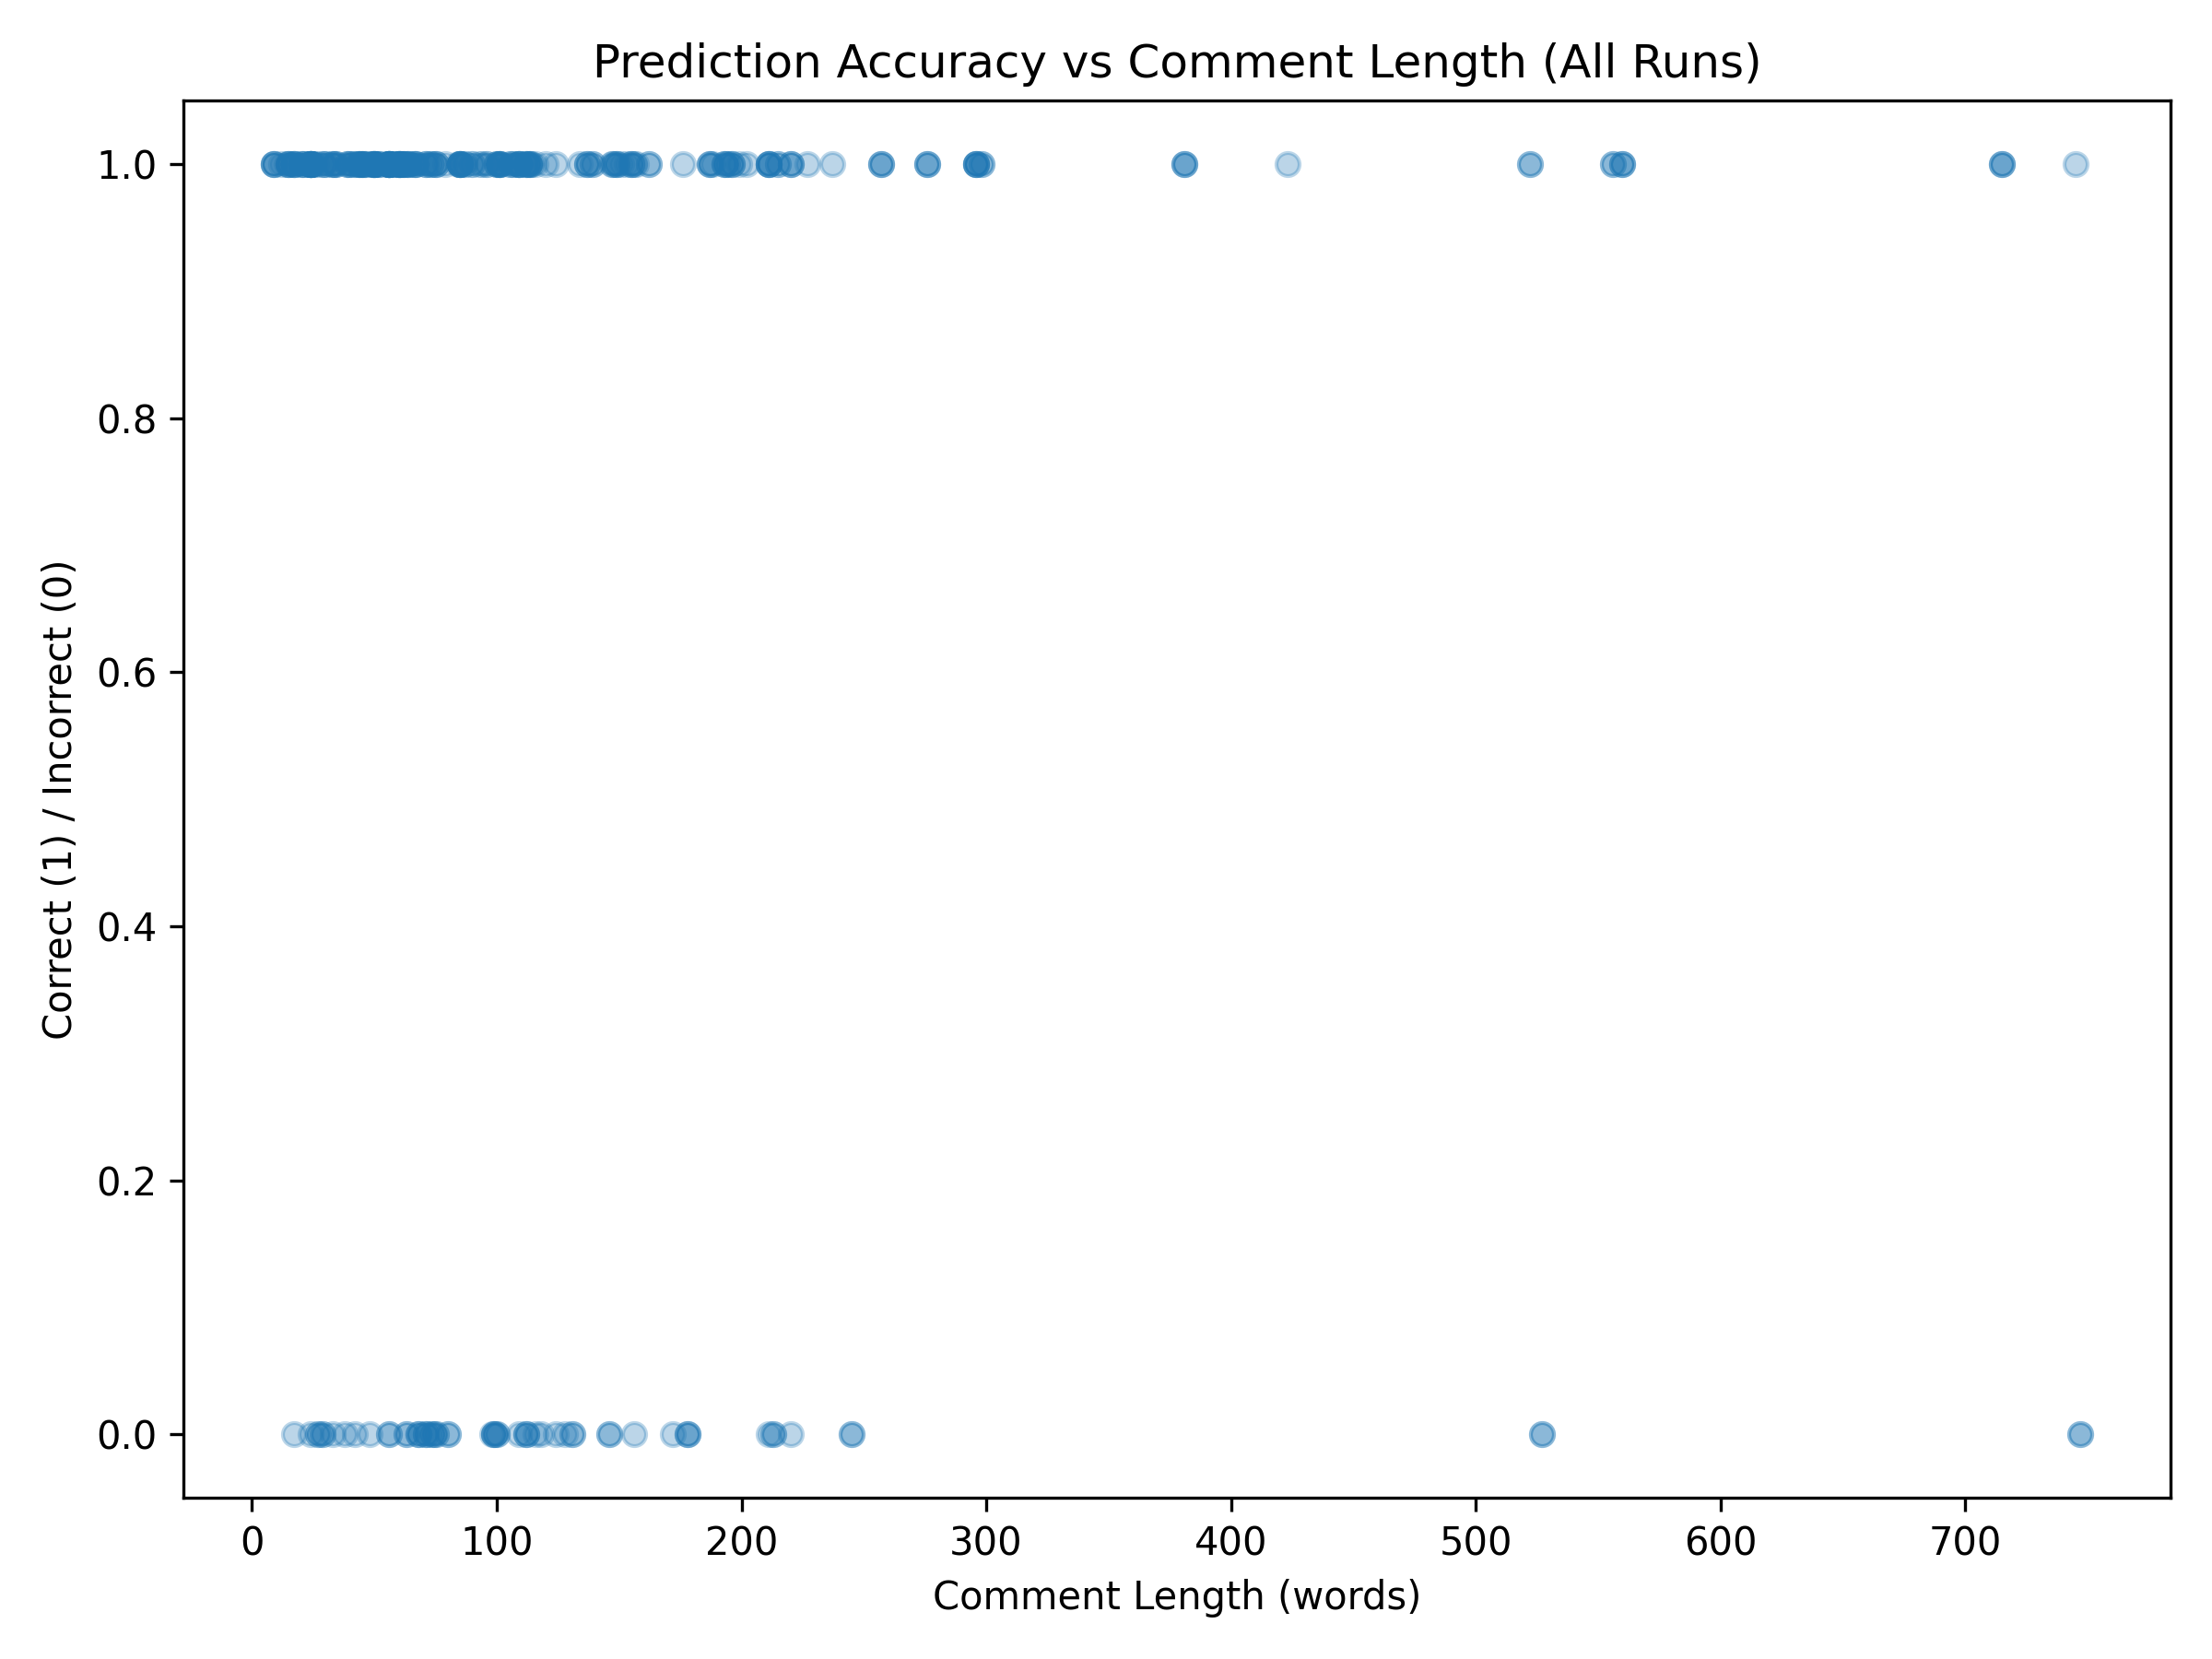 Prediction Accuracy vs Comment Length (All Runs)
1.0
0.8
0.6
0.4
0.2
0.0
Correct (1) / Incorrect (0)
0 100 200 300 400 500 600 700
Comment Length (words)